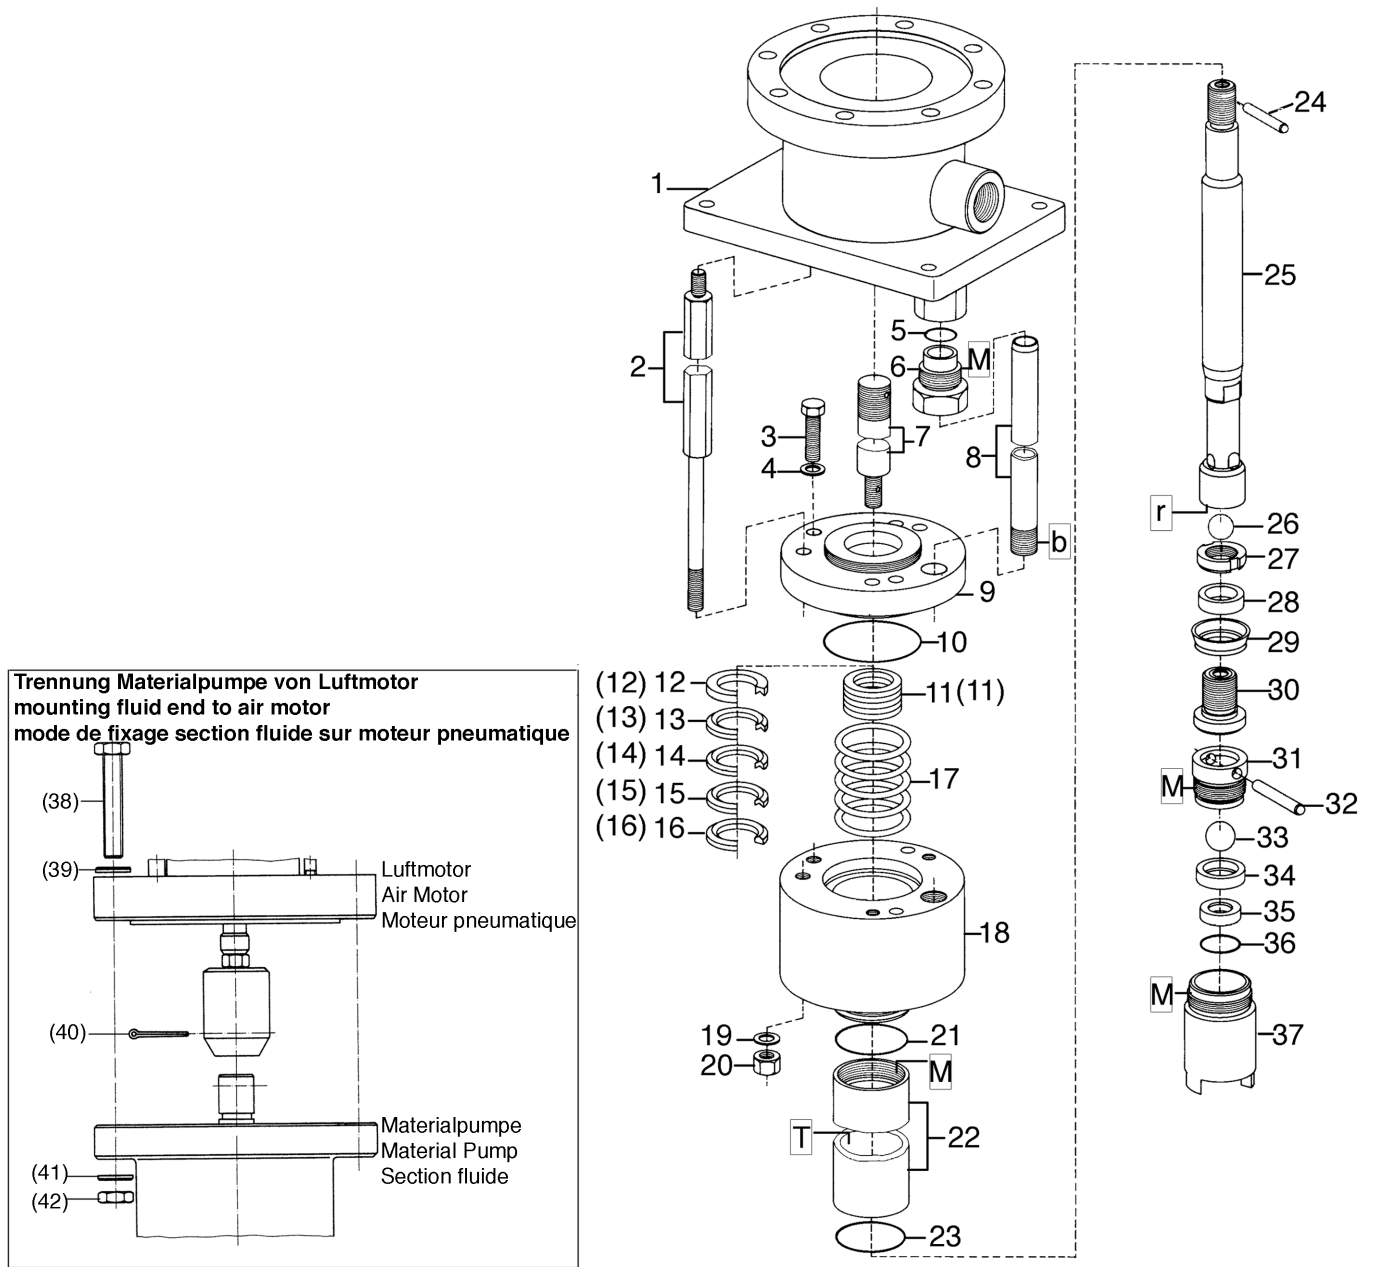 1
2
3
4
5
6
M
7
8
b
9
10
(12) 12
11(11)
(13) 13
(14) 14
(15) 15
(16) 16
17
18
19
20
21
M
T
22
23
24
25
r
26
27
28
29
30
31
M
32
33
34
35
36
M
37
Trennung Materialpumpe von Luftmotor
mounting fluid end to air motor
mode de fixage section fluide sur moteur pneumatique
(38)
(39)
Luftmotor
Air Motor
Moteur pneumatique
(40)
Materialpumpe
Material Pump
Section fluide
(41)
(42)